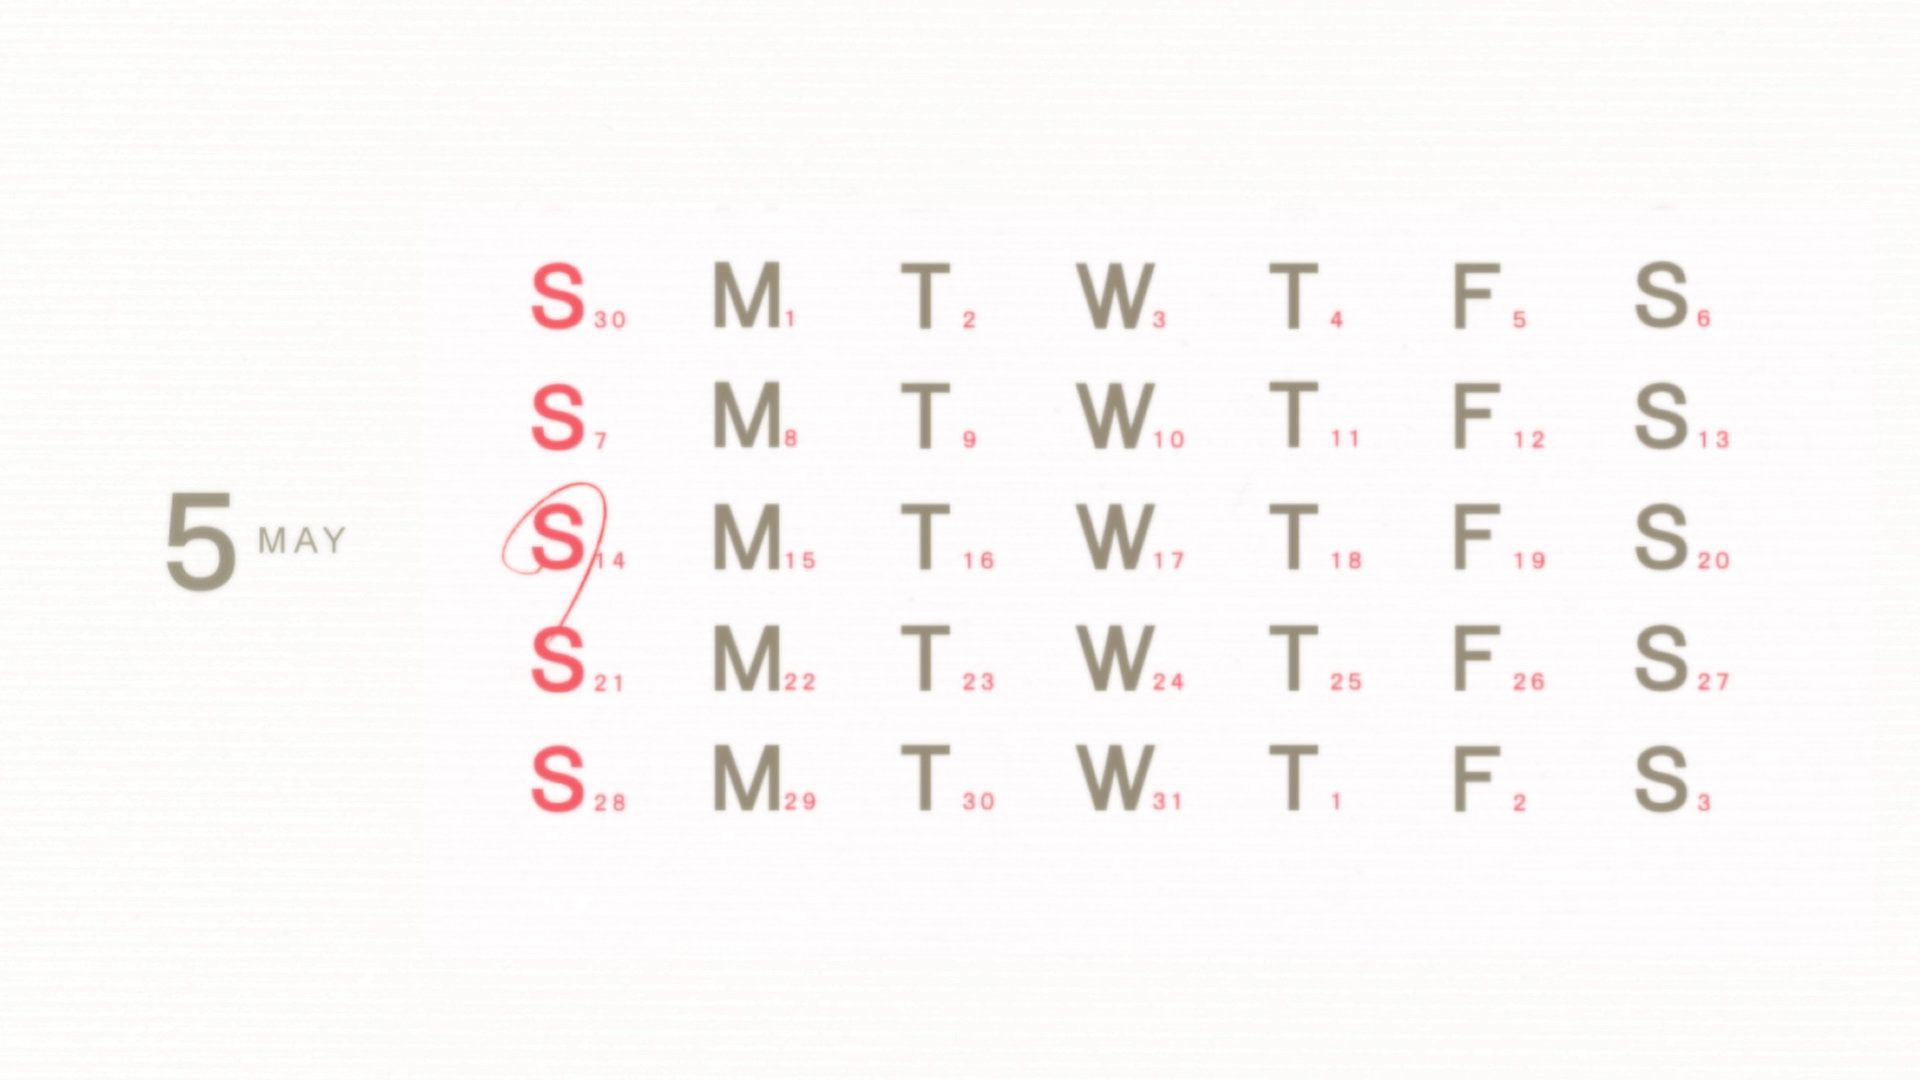 S 30 M 1 T 2 W 3 T 4 F 5 S 6
S 7 M 8 T 9 W 10 T 11 F 12 S 13
5 MAY
S 14 M 15 T 16 W 17 T 18 F 19 S 20
S 21 M 22 T 23 W 24 T 25 F 26 S 27
S 28 M 29 T 30 W 31 T 1 F 2 S 3